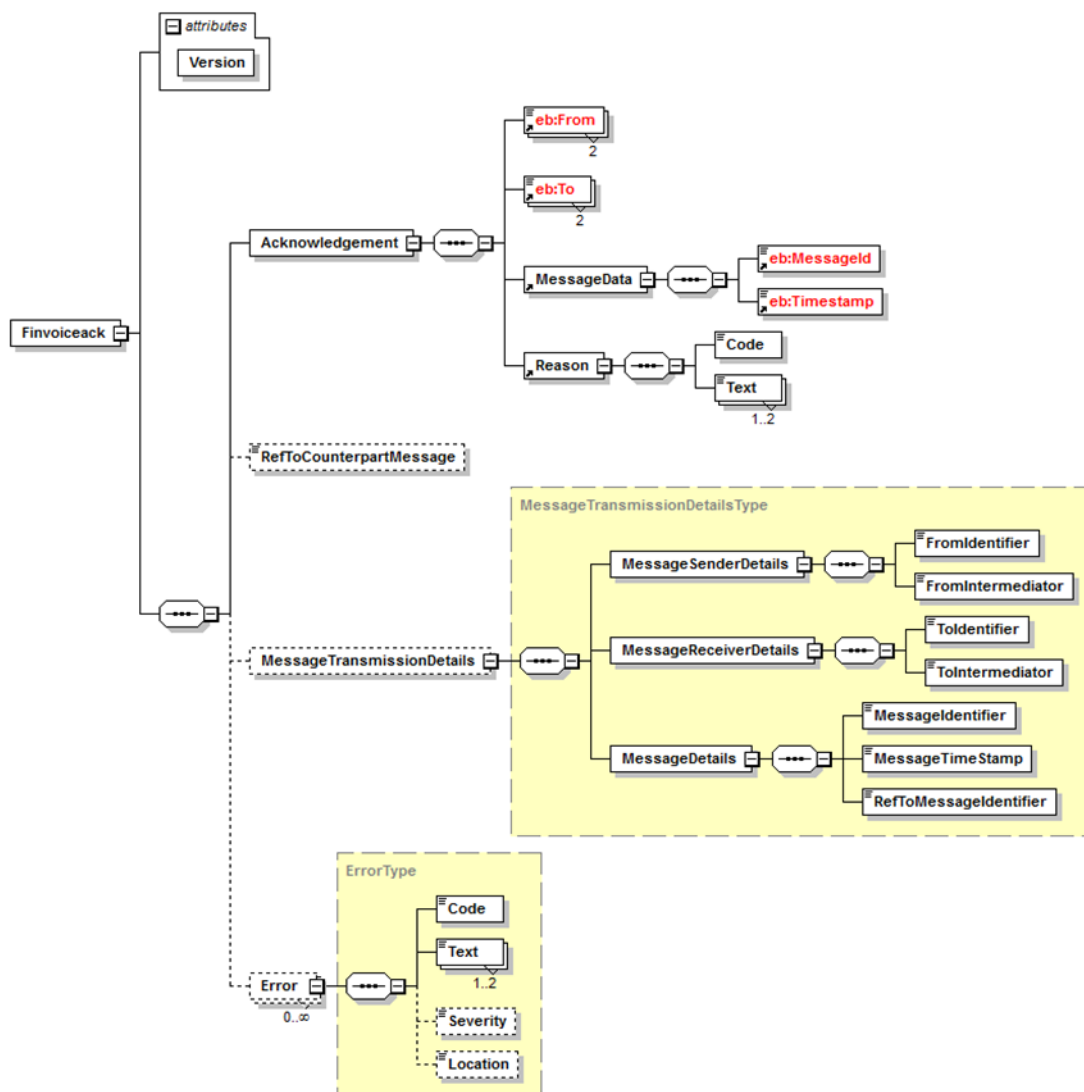 attributes
Version
eb:From
2
eb:To
2
Acknowledgement
MessageData
eb:MessageId
eb:Timestamp
Finvoiceack
Reason
Code
Text
1..2
RefToCounterpartMessage
MessageTransmissionDetailsType
MessageSenderDetails
FromIdentifier
FromIntermediator
MessageTransmissionDetails
MessageReceiverDetails
ToIdentifier
ToIntermediator
MessageDetails
MessageIdentifier
MessageTimeStamp
RefToMessageIdentifier
ErrorType
Error
0..∞
Code
Text
1..2
Severity
Location